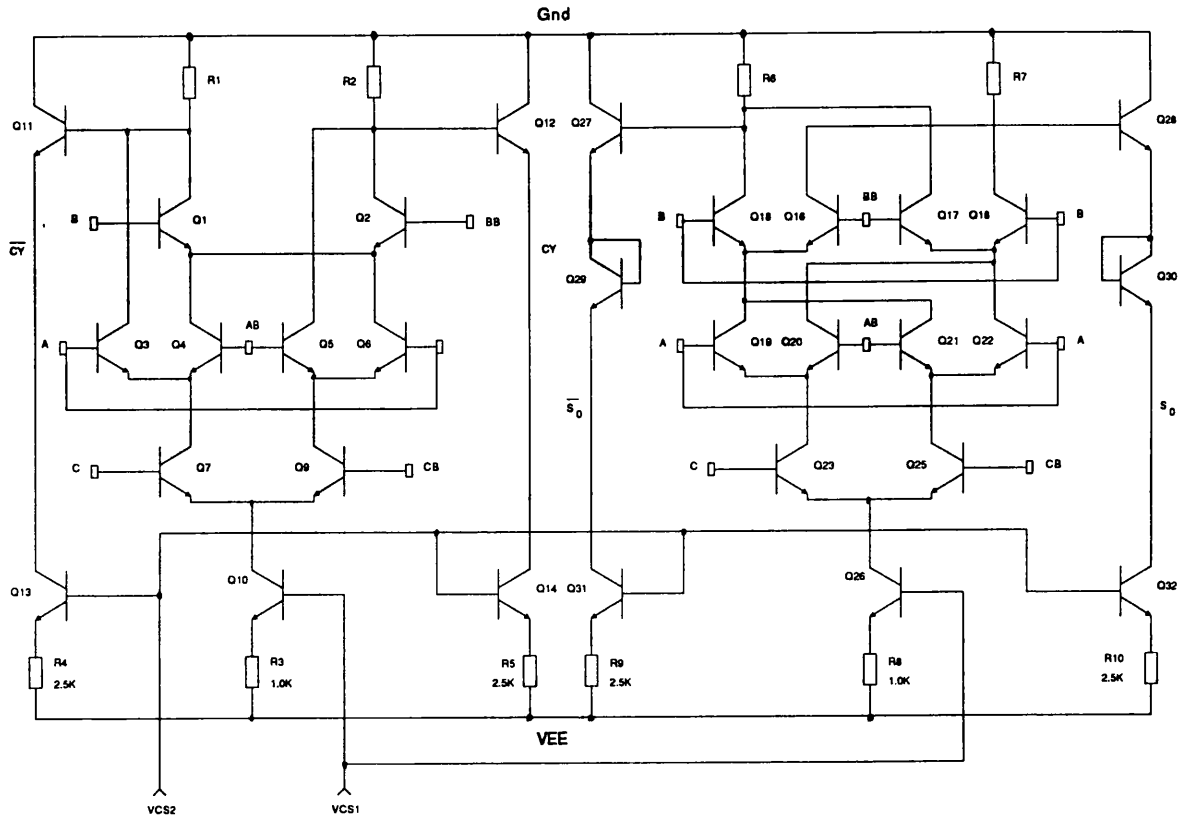 Gnd
R1
R2
R6
R7
Q11
Q12
Q27
Q28
B
Q1
Q2
BB
B
Q18
Q16
BB
Q17
Q18
B
CY
CY
Q29
Q30
A
Q3
Q4
AB
Q5
Q6
A
Q19
Q20
AB
Q21
Q22
A
S0
S0
C
Q7
Q9
CB
C
Q23
Q25
CB
Q13
Q10
Q14
Q31
Q26
Q32
R4
2.5K
R3
1.0K
R5
2.5K
R9
2.5K
R8
1.0K
R10
2.5K
VEE
VCS2
VCS1